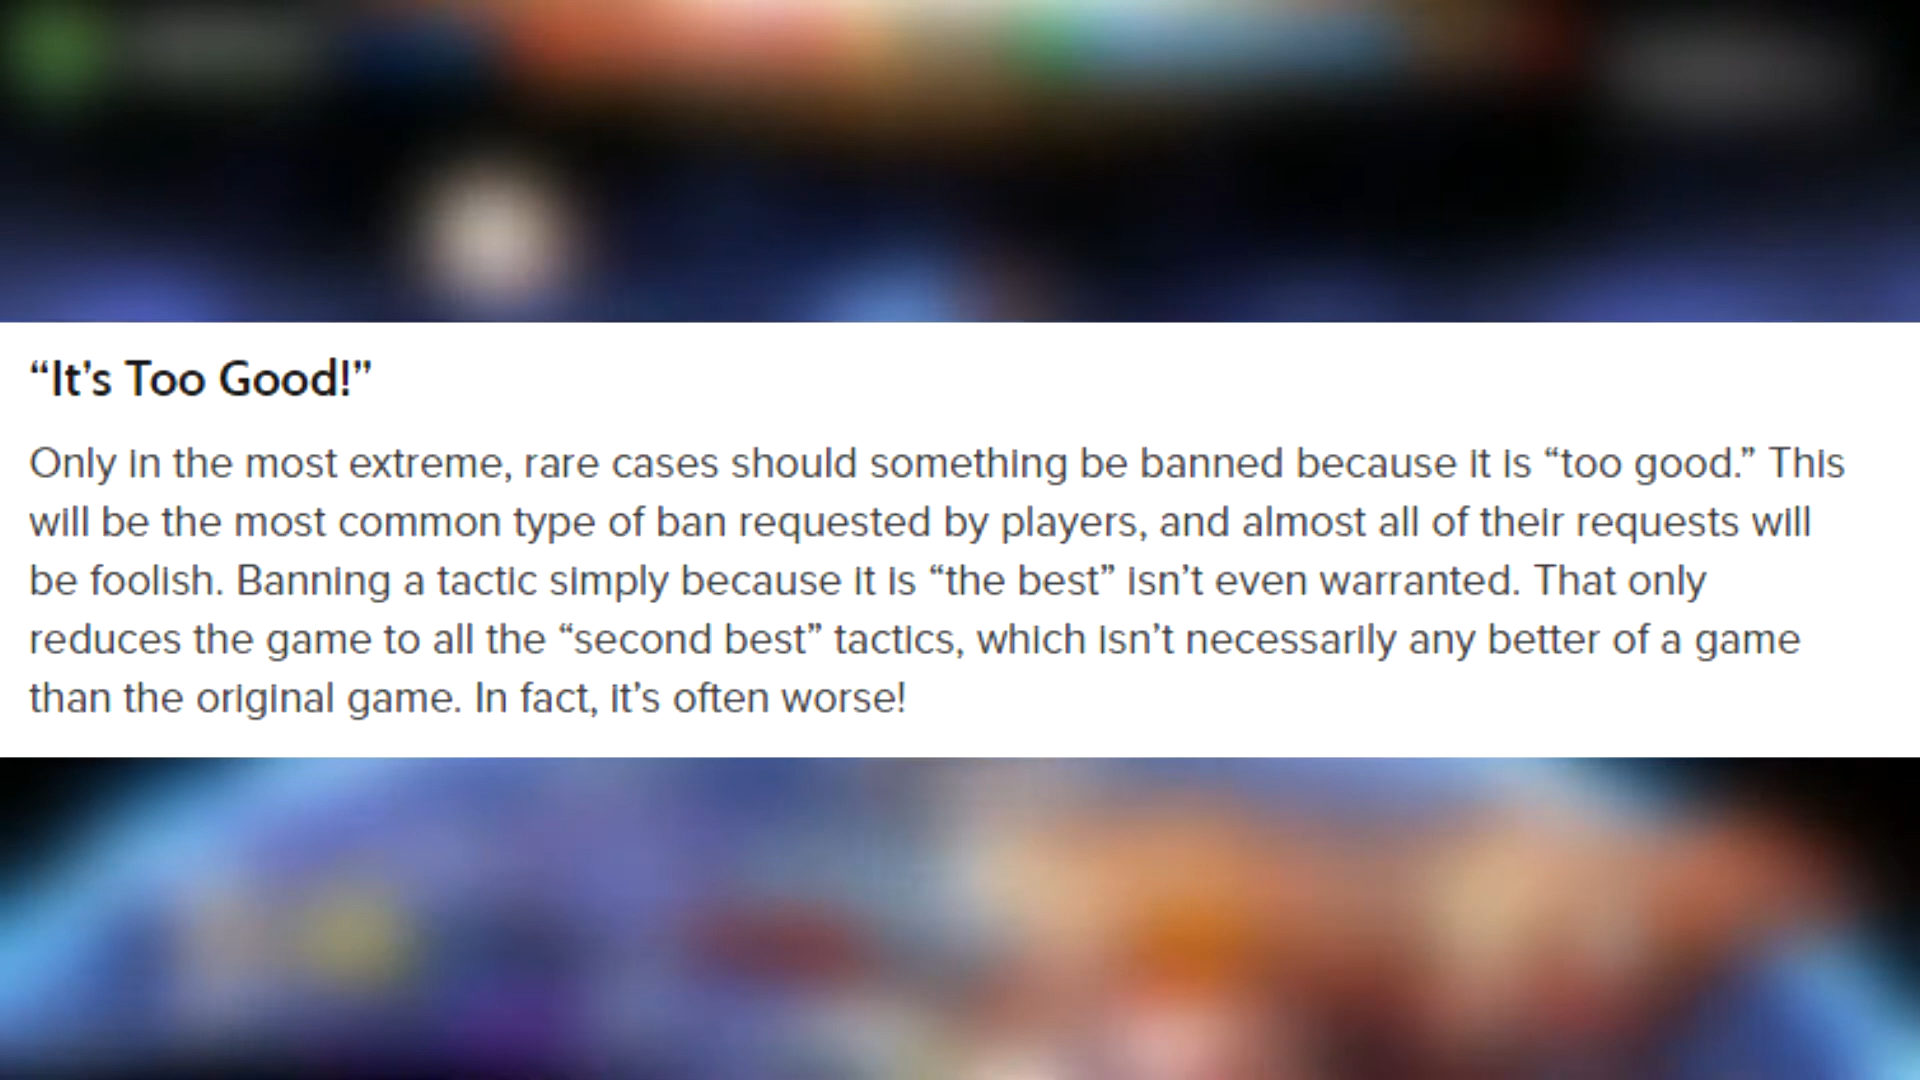 “It’s Too Good!”
Only in the most extreme, rare cases should something be banned because it is “too good.” This
will be the most common type of ban requested by players, and almost all of their requests will
be foolish. Banning a tactic simply because it is “the best” isn’t even warranted. That only
reduces the game to all the “second best” tactics, which isn’t necessarily any better of a game
than the original game. In fact, it’s often worse!